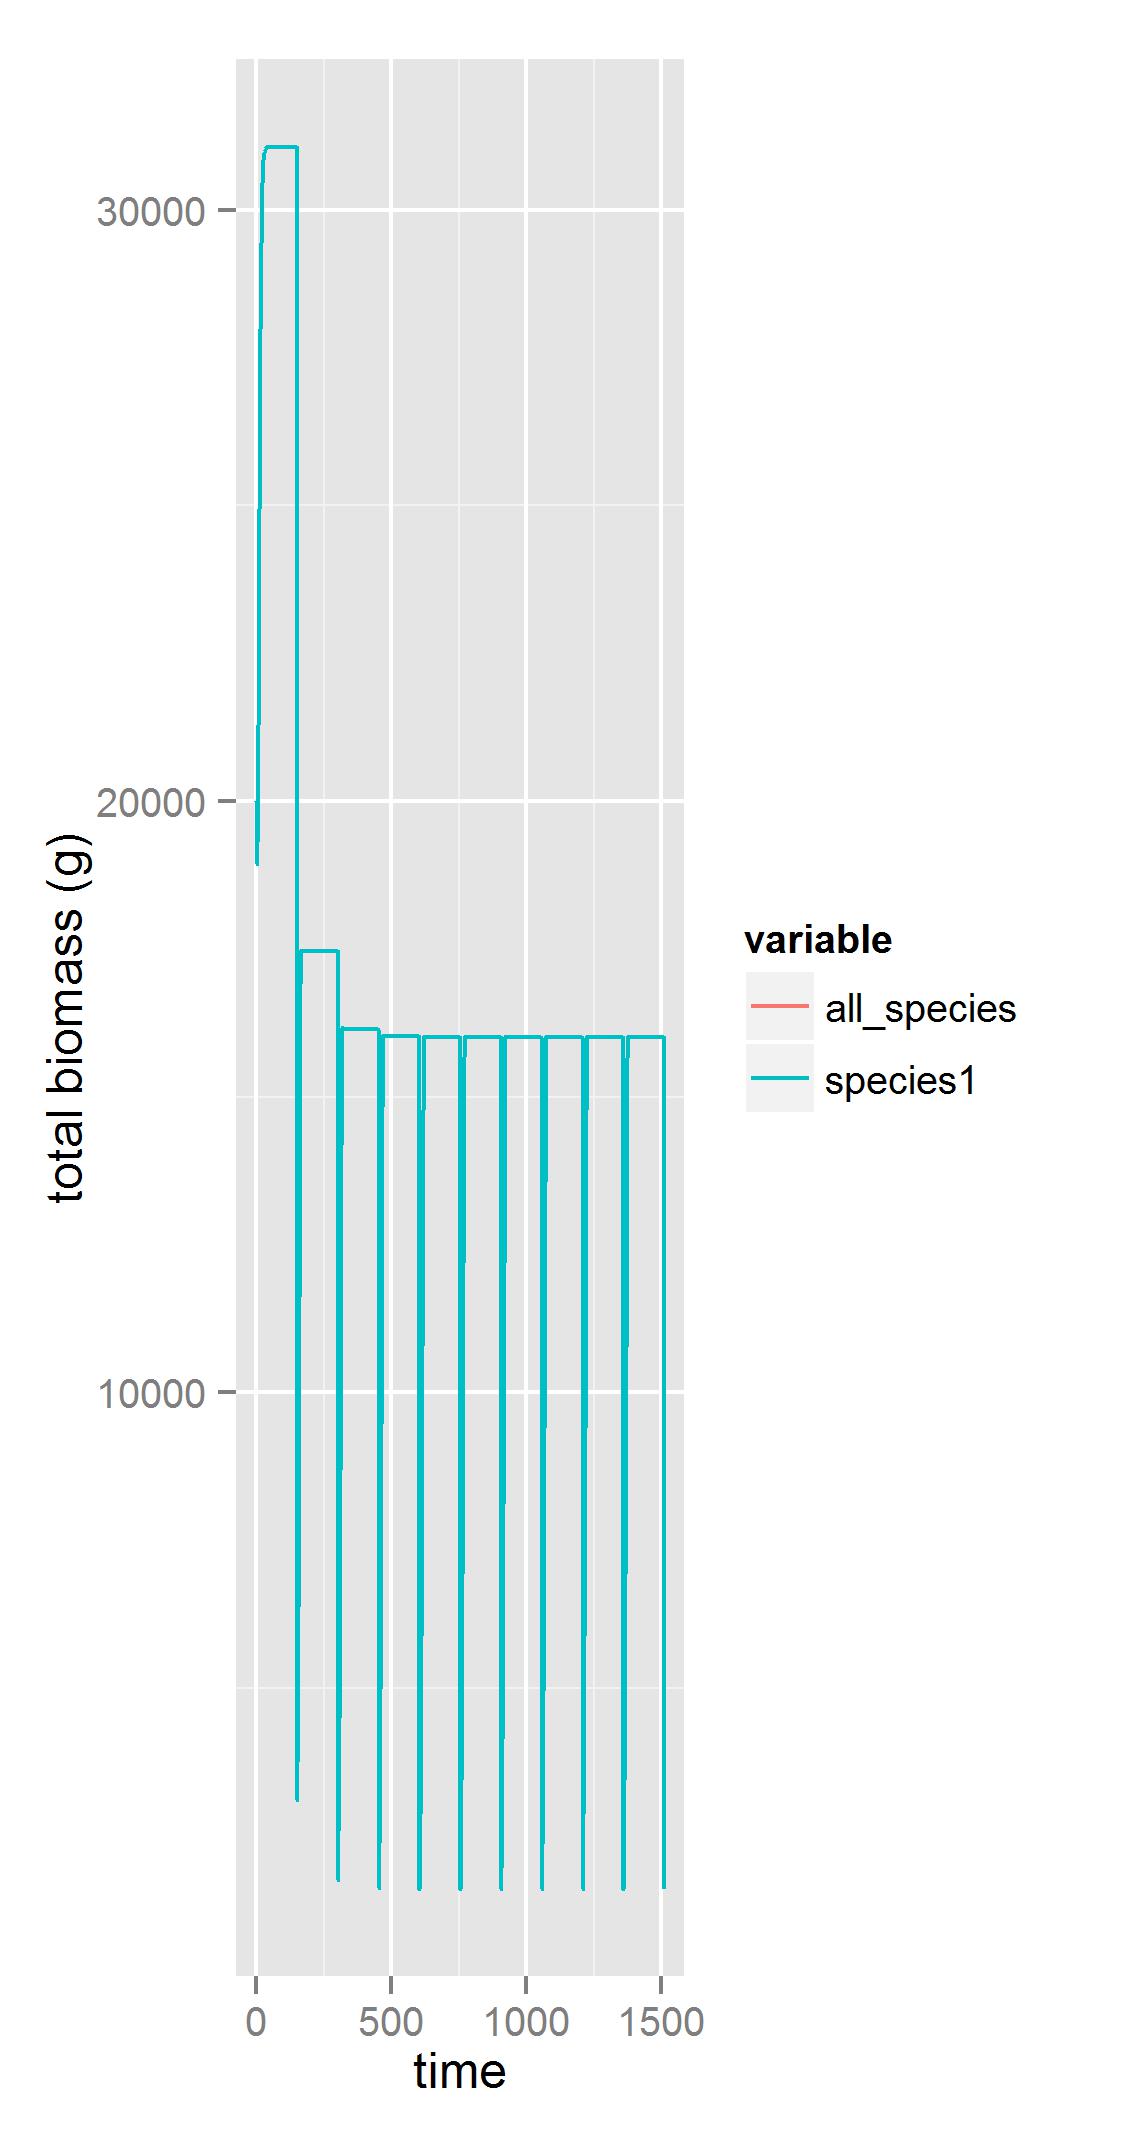 30000
20000
10000
total biomass (g)
0 500 1000 1500
time
variable
all_species
species1